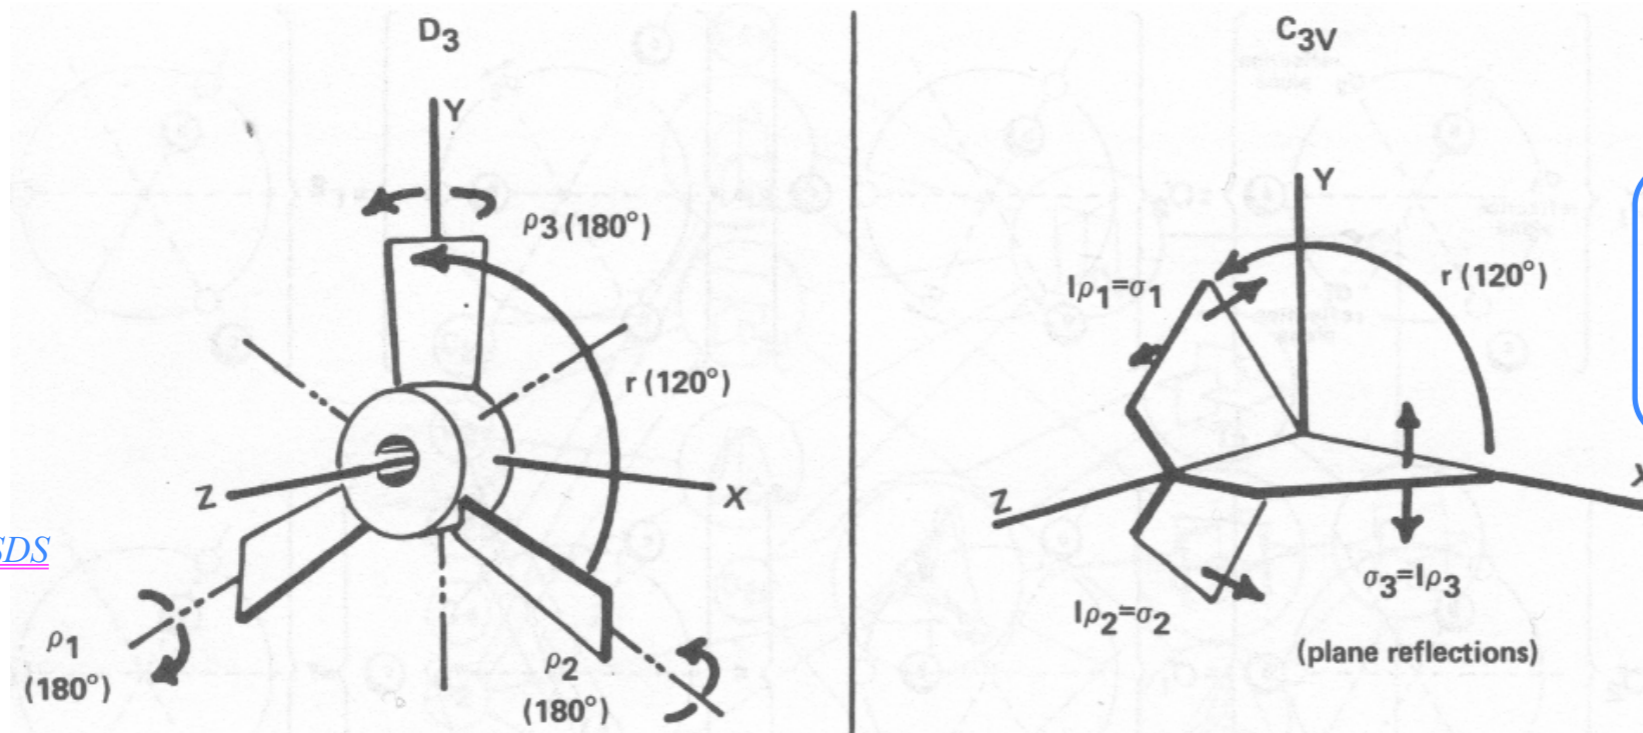 D3
Y
ρ3 (180°)
r (120°)
Z
X
SDS
ρ1
(180°)
ρ2
(180°)
C3V
Y
Iρ1=σ1
r (120°)
Z
X
σ3=Iρ3
Iρ2=σ2
(plane reflections)